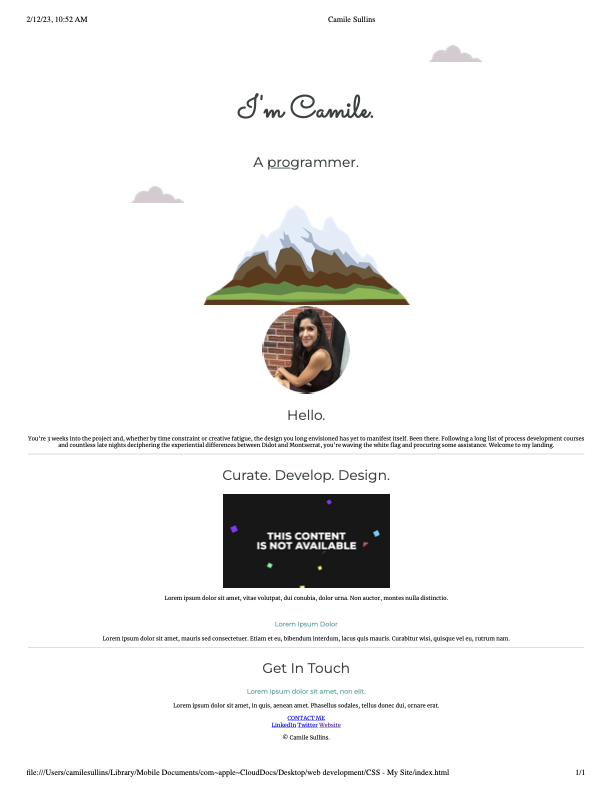 2/12/23, 10:52 AM
Camile Sullins
I'm Camile.
A programmer.
Hello.
You're 3 weeks into the project and, whether by time constraint or creative fatigue, the design you long envisioned has yet to manifest itself. Been there. Following a long list of process development courses
and countless late nights deciphering the experiential differences between Didot and Montserrat, you're waving the white flag and procuring some assistance. Welcome to my landing.
Curate. Develop. Design.
THIS CONTENT
IS NOT AVAILABLE
Lorem ipsum dolor sit amet, vitae volutpat, dui conubia, dolor urna. Non auctor, montes nulla distinctio.
Lorem Ipsum Dolor
Lorem ipsum dolor sit amet, mauris sed consectetuer. Etiam et eu, bibendum interdum, lacus quis mauris. Curabitur wisi, quisque vel eu, rutrum nam.
Get In Touch
Lorem ipsum dolor sit amet, non elit.
Lorem ipsum dolor sit amet, in quis, aenean amet. Phasellus sodales, tellus donec dui, ornare erat.
CONTACT ME
LinkedIn Twitter Website
© Camile Sullins.
file:///Users/camilesullins/Library/Mobile Documents/com~apple~CloudDocs/Desktop/web development/CSS - My Site/index.html
1/1